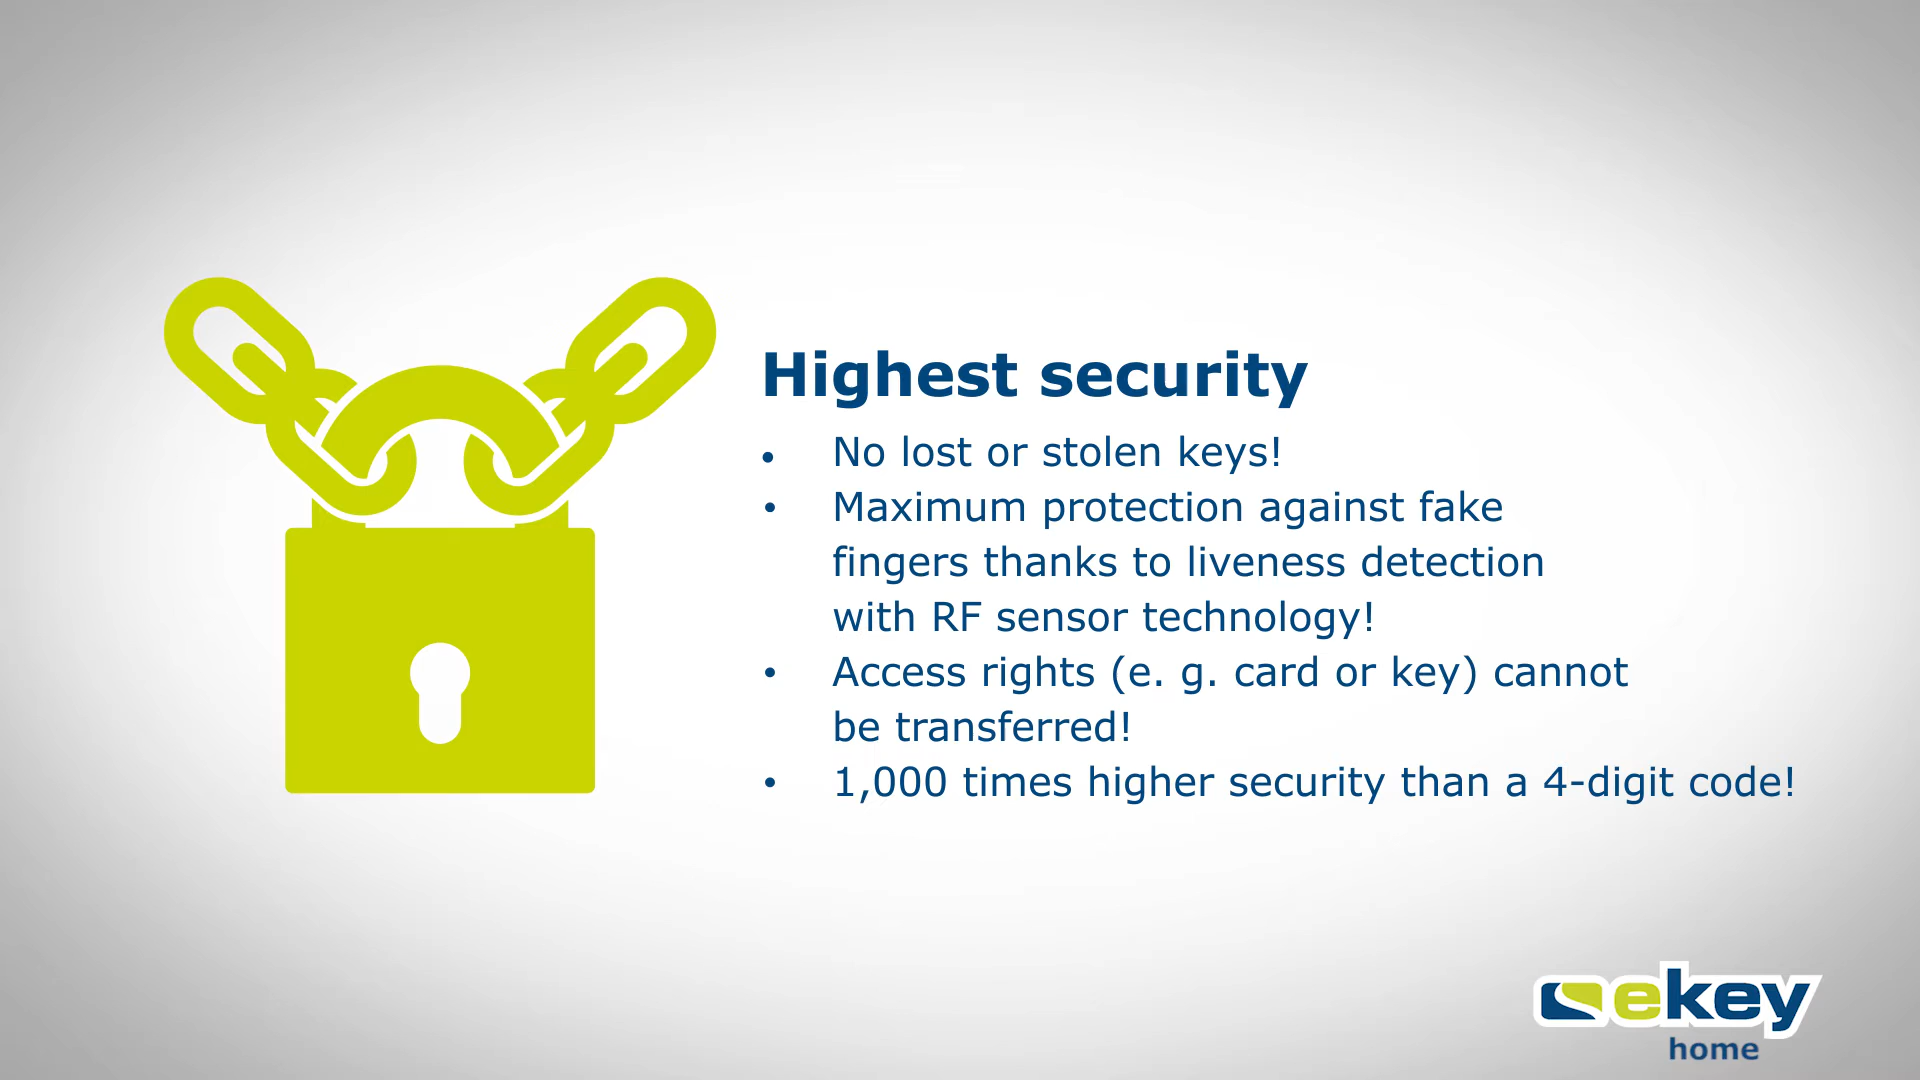 Highest security
• No lost or stolen keys!
• Maximum protection against fake
fingers thanks to liveness detection
with RF sensor technology!
• Access rights (e. g. card or key) cannot
be transferred!
• 1,000 times higher security than a 4-digit code!
ekey
home